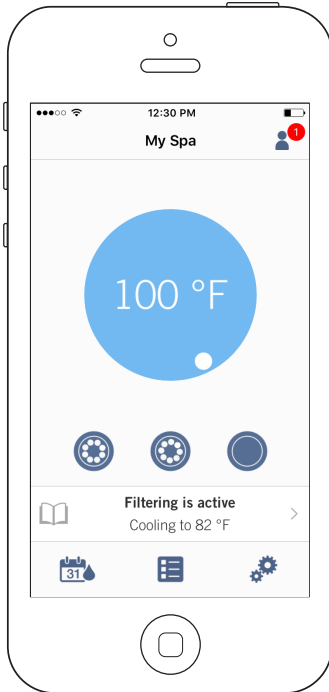 12:30 PM
My Spa
1
100 °F
Filtering is active
Cooling to 82 °F
31